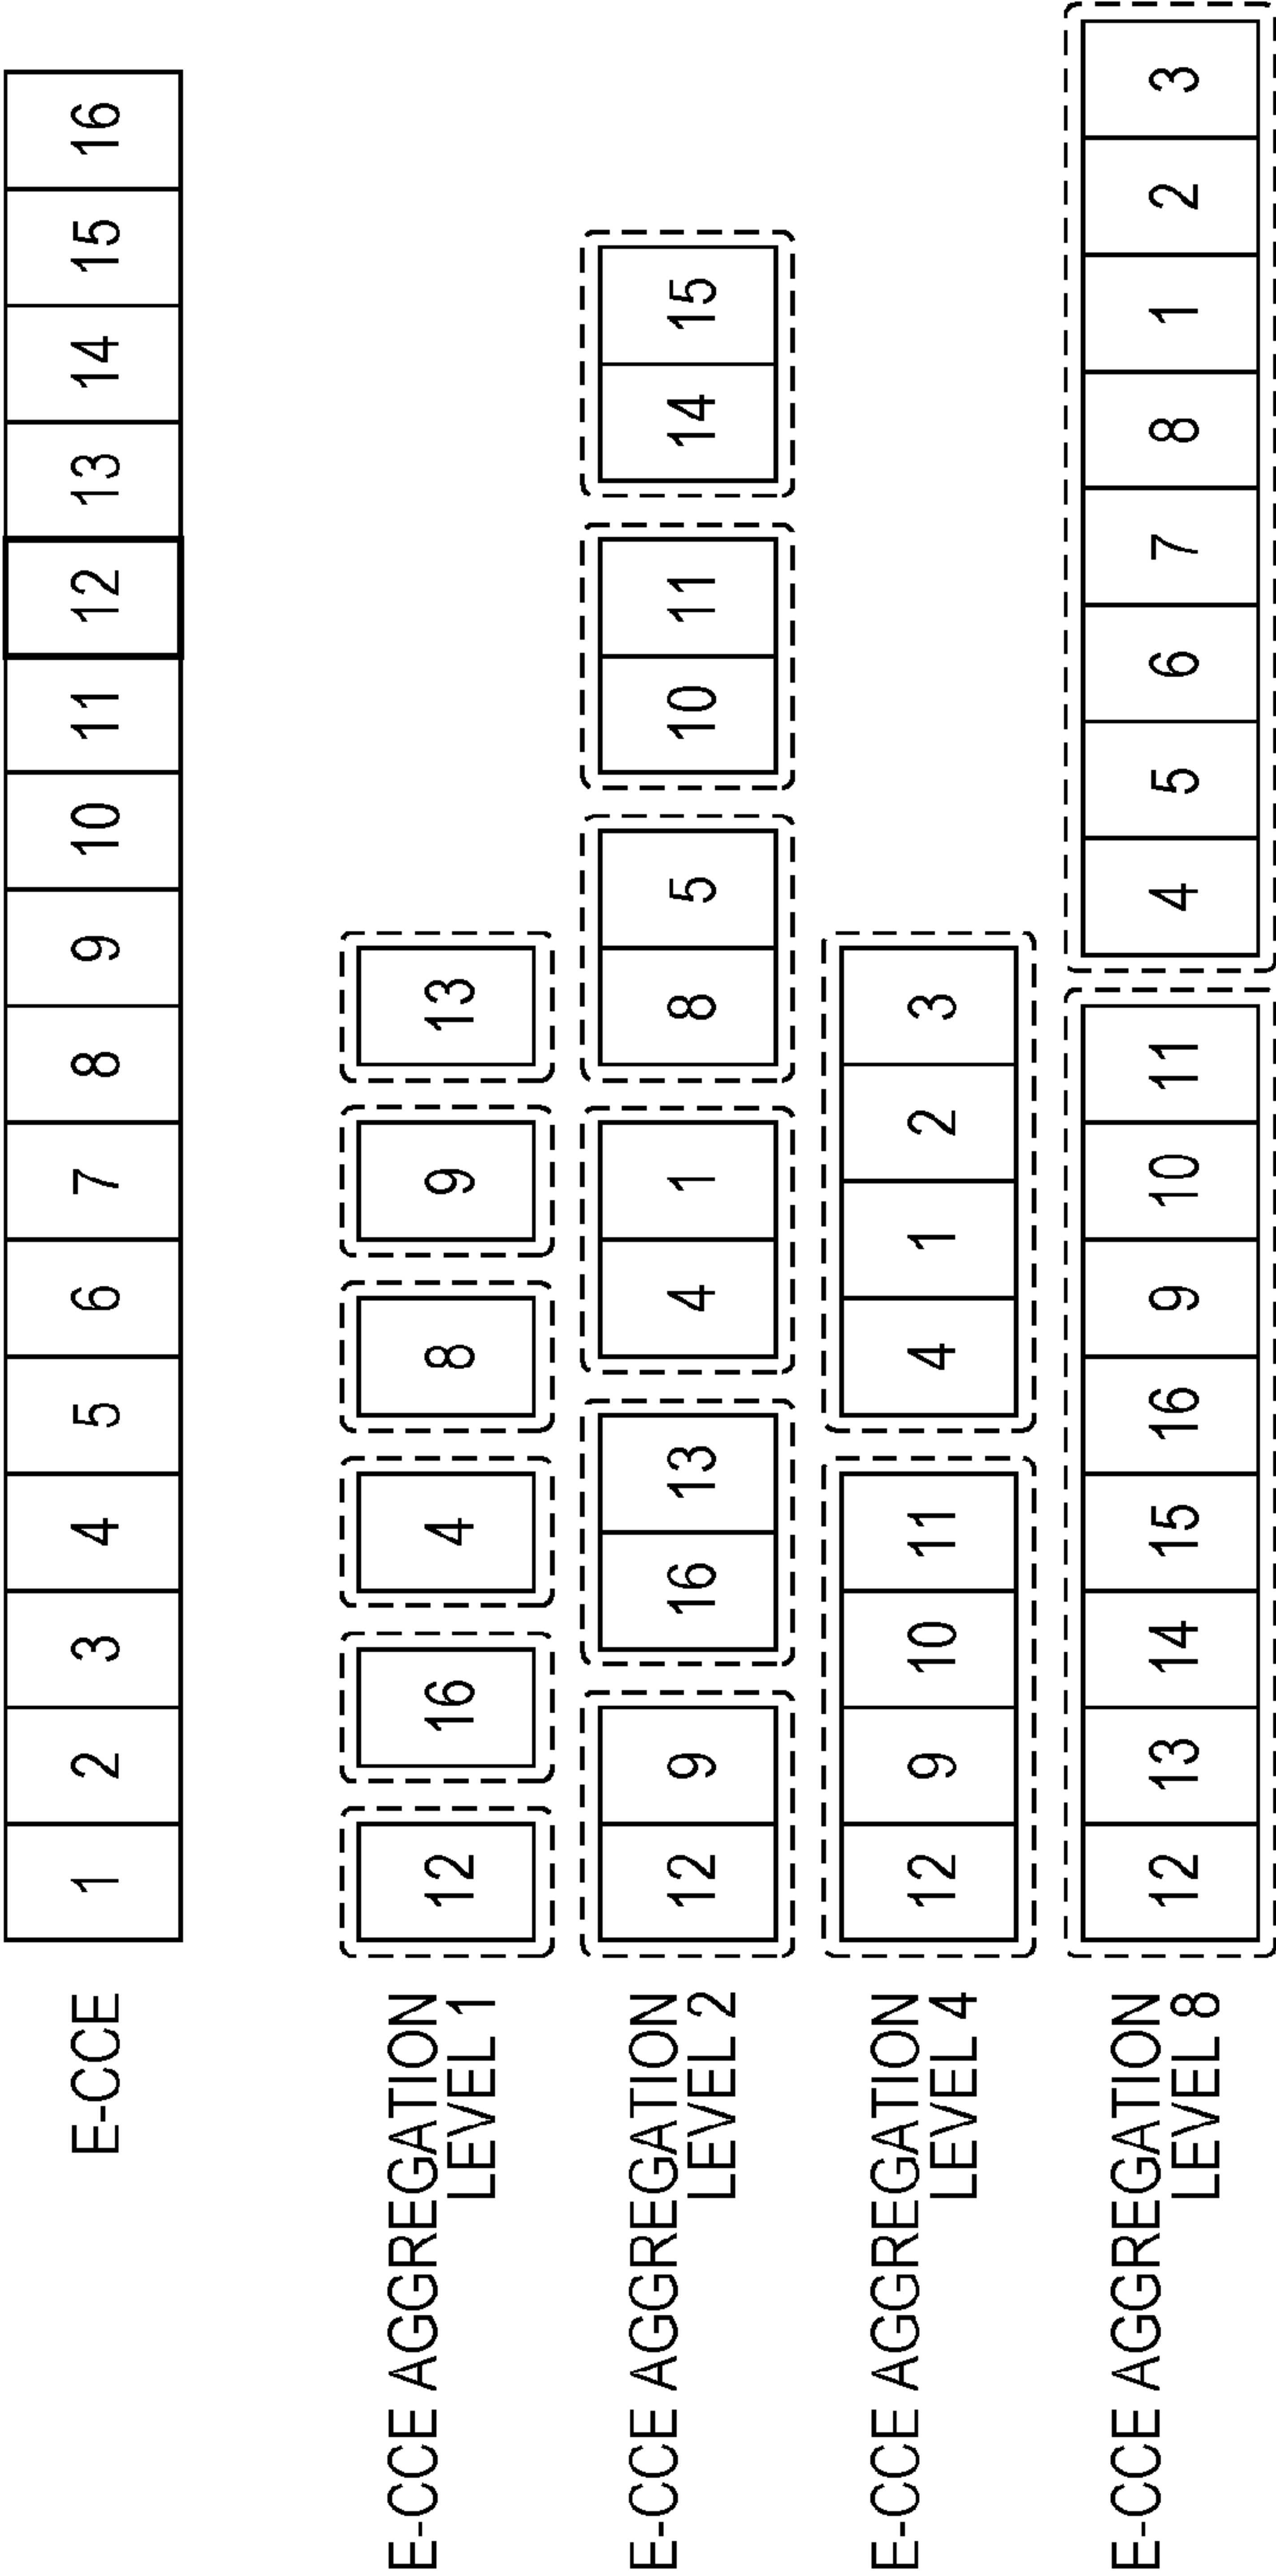 E-CCE
1 2 3 4 5 6 7 8 9 10 11 12 13 14 15 16
E-CCE AGGREGATION
LEVEL 1
12 16 4 8 9 13
E-CCE AGGREGATION
LEVEL 2
12 9 16 13 4 1 8 5 10 11 14 15
E-CCE AGGREGATION
LEVEL 4
12 9 10 11 4 1 2 3
E-CCE AGGREGATION
LEVEL 8
12 13 14 15 16 9 10 11 4 5 6 7 8 1 2 3